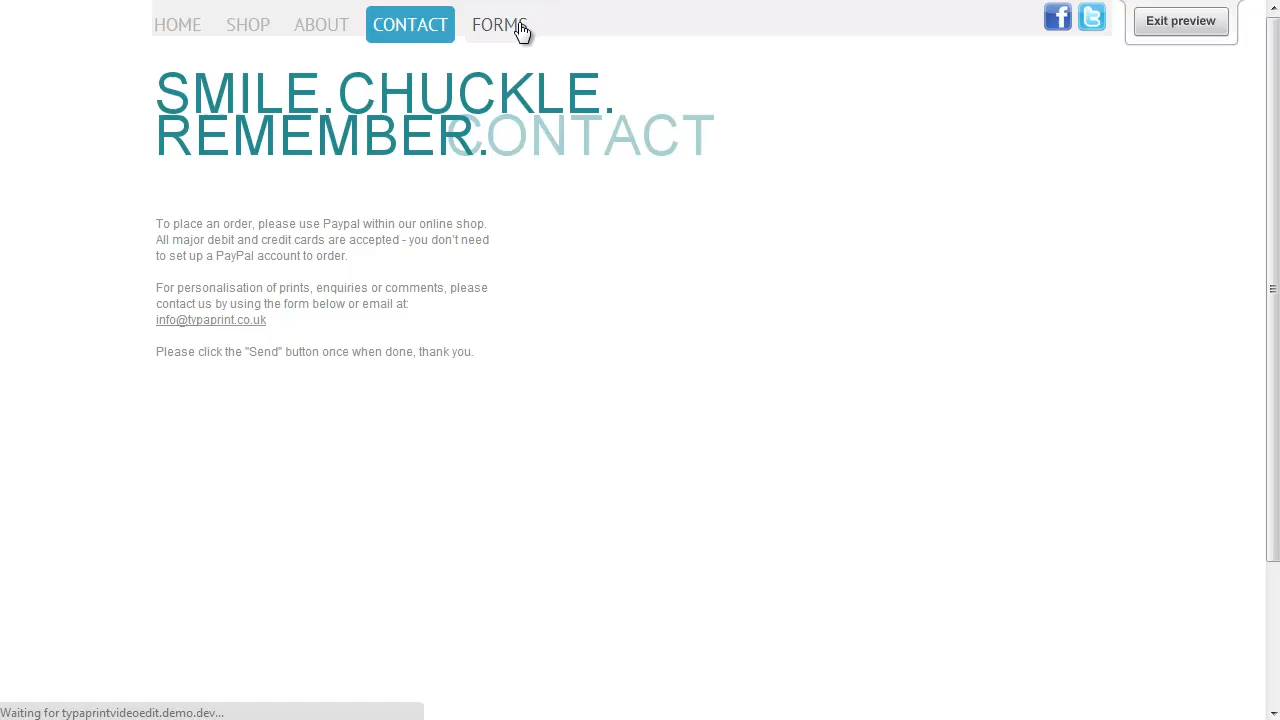 HOME SHOP ABOUT CONTACT FORMS
Exit preview
SMILE.CHUCKLE.
REMEMBER. CONTACT
To place an order, please use Paypal within our online shop.
All major debit and credit cards are accepted - you don't need
to set up a PayPal account to order.
For personalisation of prints, enquiries or comments, please
contact us by using the form below or email at:
info@typaprint.co.uk
Please click the "Send" button once when done, thank you.
Waiting for typaprintvideoedit.demo.dev...